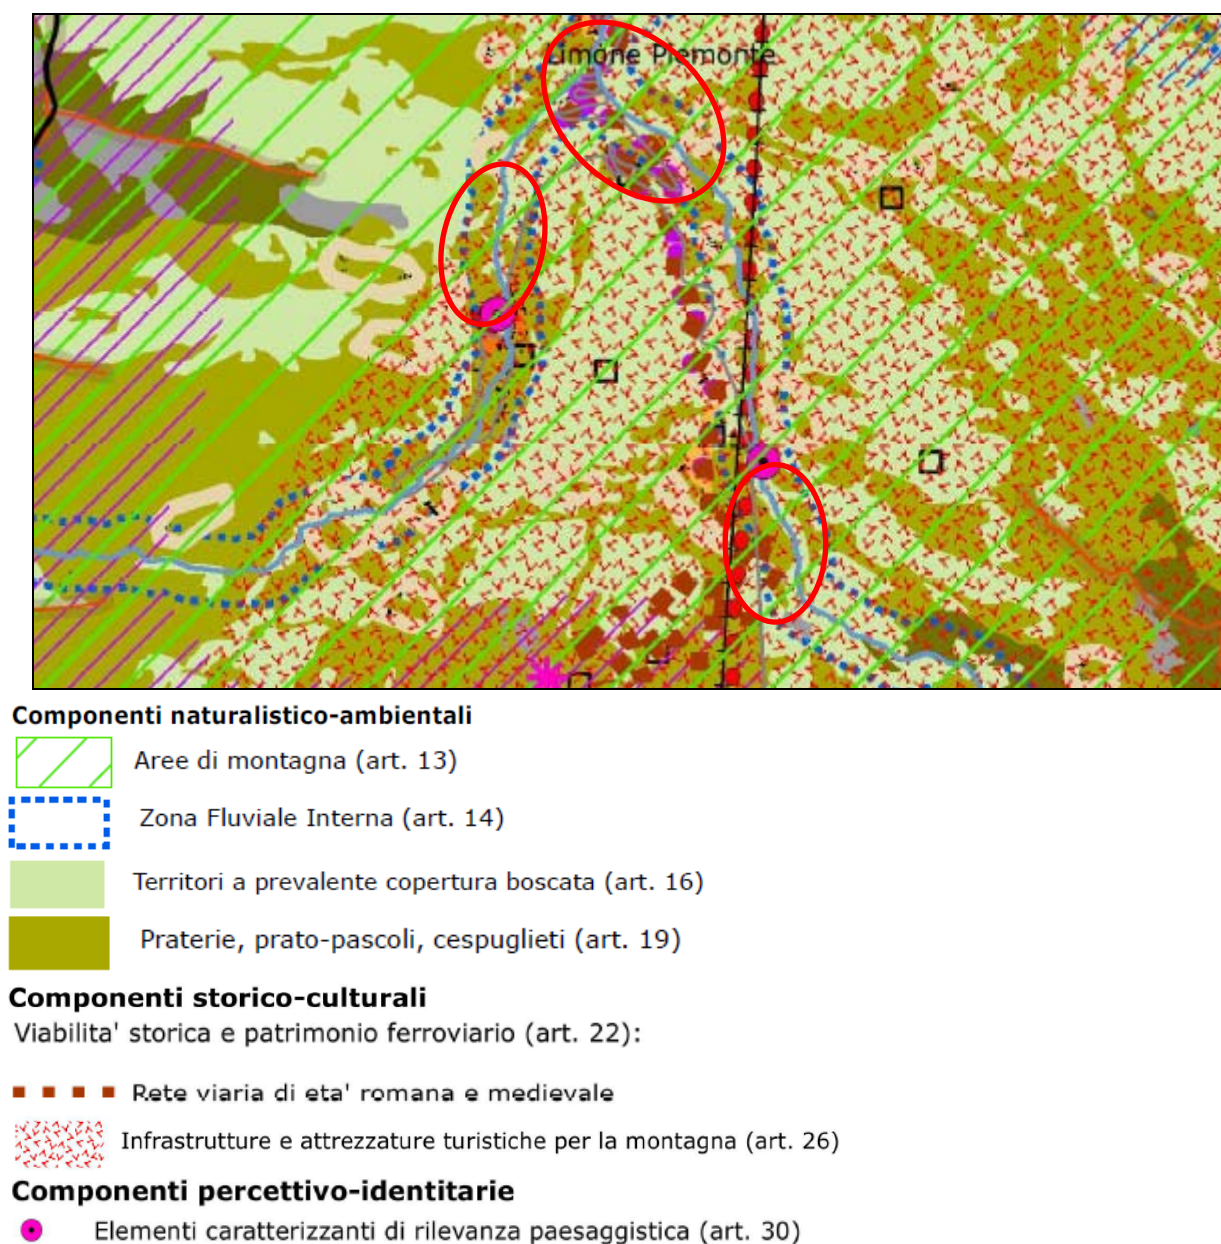 Limone Piemonte
Componenti naturalistico-ambientali
Aree di montagna (art. 13)
Zona Fluviale Interna (art. 14)
Territori a prevalente copertura boscata (art. 16)
Praterie, prato-pascoli, cespuglieti (art. 19)
Componenti storico-culturali
Viabilita' storica e patrimonio ferroviario (art. 22):
Rete viaria di eta' romana e medievale
Infrastrutture e attrezzature turistiche per la montagna (art. 26)
Componenti percettivo-identitarie
Elementi caratterizzanti di rilevanza paesaggistica (art. 30)